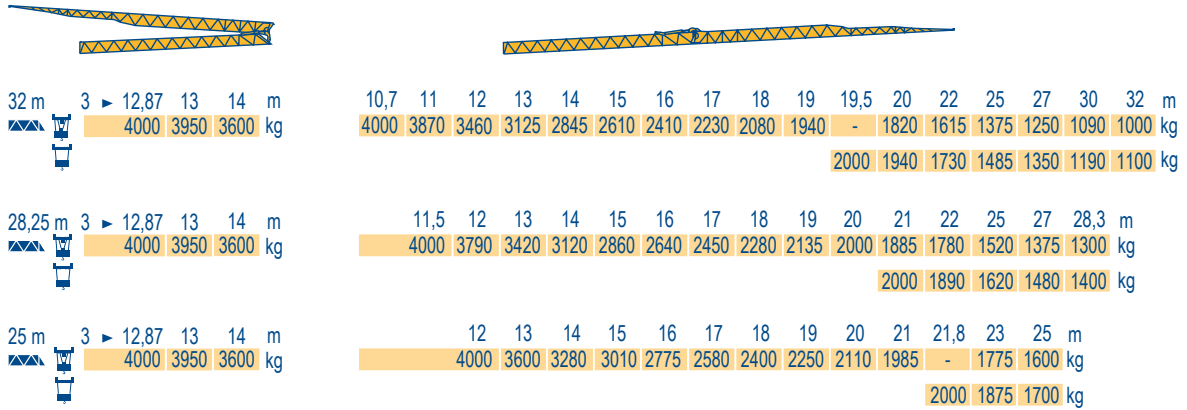 32 m 3 ► 12,87 13 14 m 10,7 11 12 13 14 15 16 17 18 19 19,5 20 22 25 27 30 32 m
4000 3950 3600 kg 4000 3870 3460 3125 2845 2610 2410 2230 2080 1940 - 1820 1615 1375 1250 1090 1000 kg
2000 1940 1730 1485 1350 1190 1100 kg
28,25 m 3 ► 12,87 13 14 m 11,5 12 13 14 15 16 17 18 19 20 21 22 25 27 28,3 m
4000 3950 3600 kg 4000 3790 3420 3120 2860 2640 2450 2280 2135 2000 1885 1780 1520 1375 1300 kg
2000 1890 1620 1480 1400 kg
25 m 3 ► 12,87 13 14 m 12 13 14 15 16 17 18 19 20 21 21,8 23 25 m
4000 3950 3600 kg 4000 3600 3280 3010 2775 2580 2400 2250 2110 1985 - 1775 1600 kg
2000 1875 1700 kg